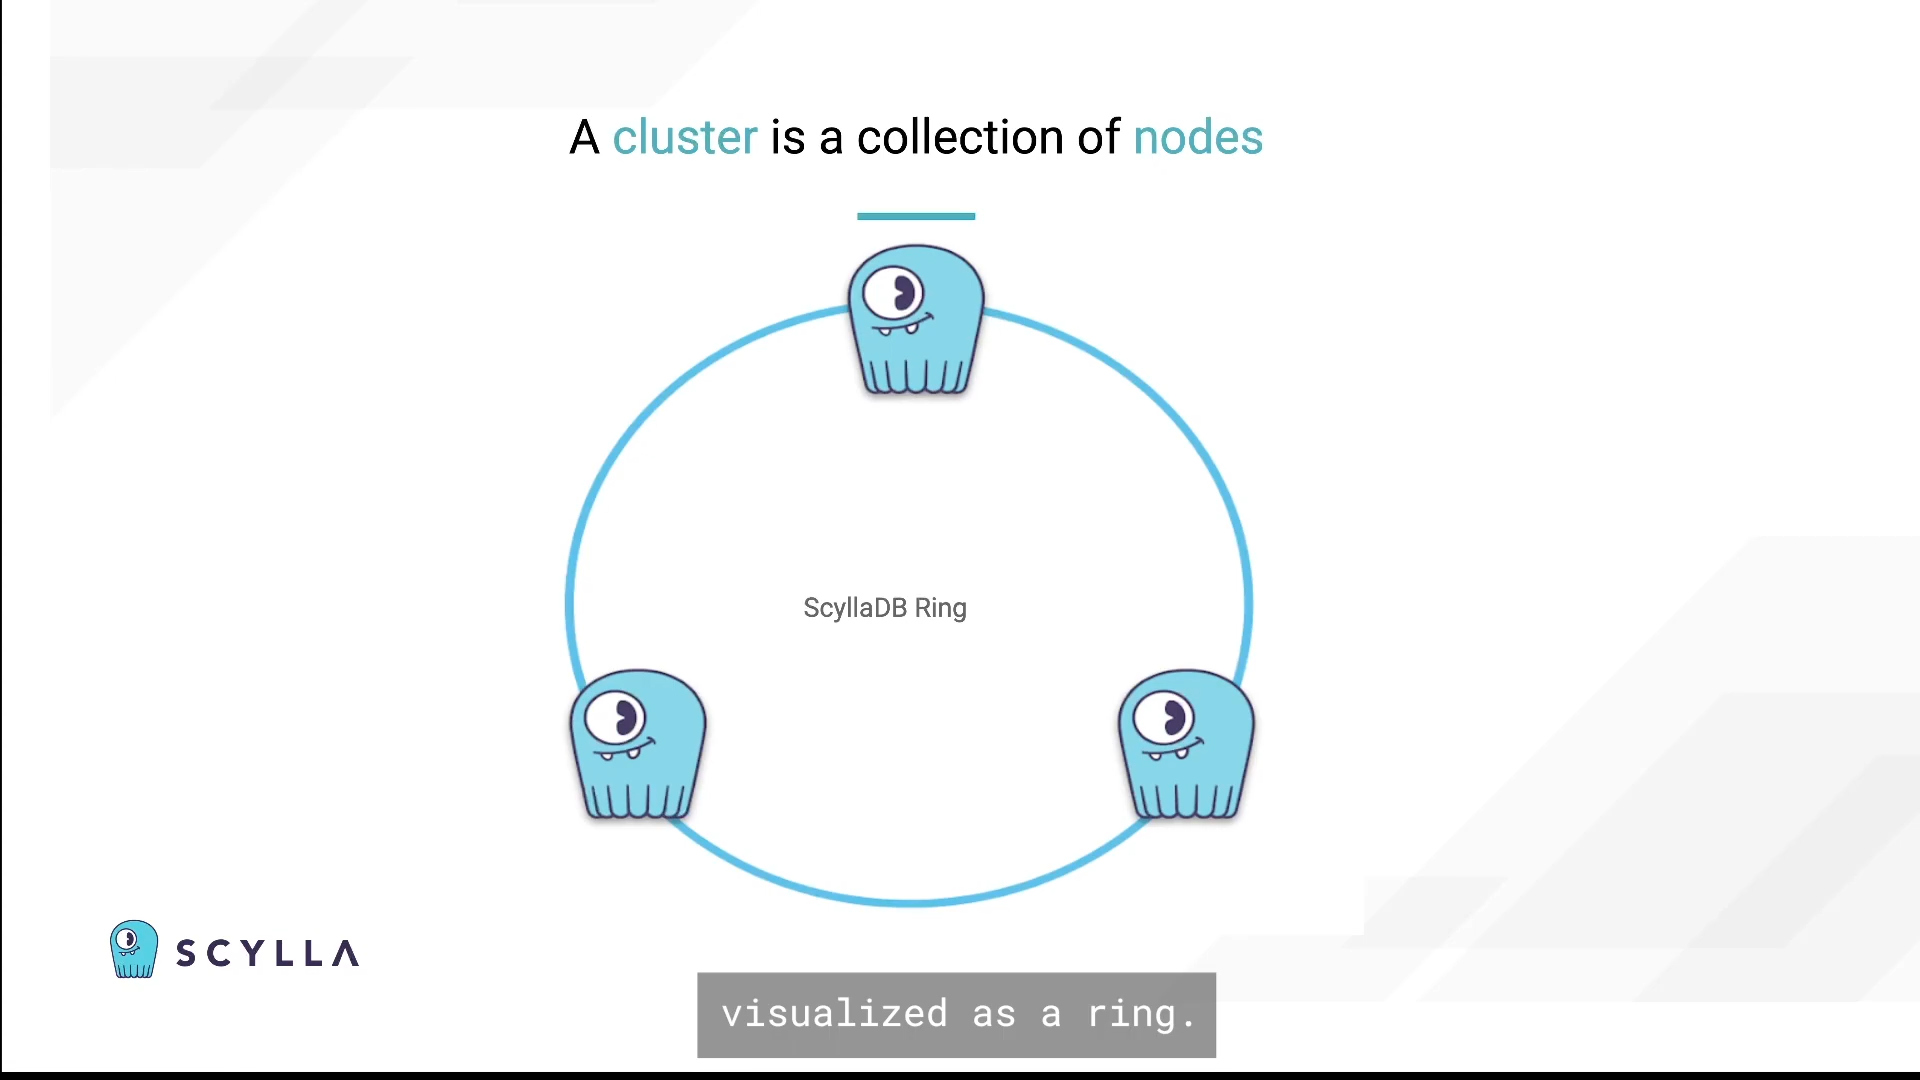 A cluster is a collection of nodes
ScyllaDB Ring
SCYLLA
visualized as a ring.